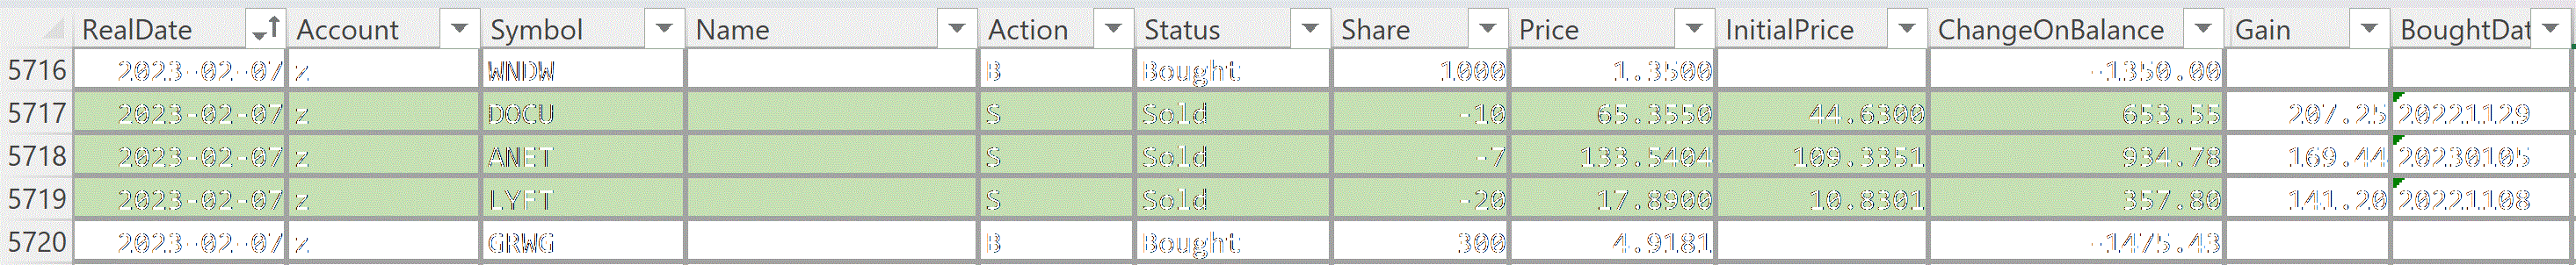 RealDate Account Symbol Name Action Status Share Price InitialPrice ChangeOnBalance Gain BoughtDat
5716 2023-02-07 z WNDW B Bought 1000 1.3500 -1350.00
5717 2023-02-07 z DOCU S Sold -10 65.3550 44.6300 653.55 207.25 20221129
5718 2023-02-07 z ANET S Sold -7 133.5404 109.3351 934.78 169.44 20230105
5719 2023-02-07 z LYFT S Sold -20 17.8900 10.8301 357.80 141.20 20221108
5720 2023-02-07 z GRWG B Bought 300 4.9181 -1475.43